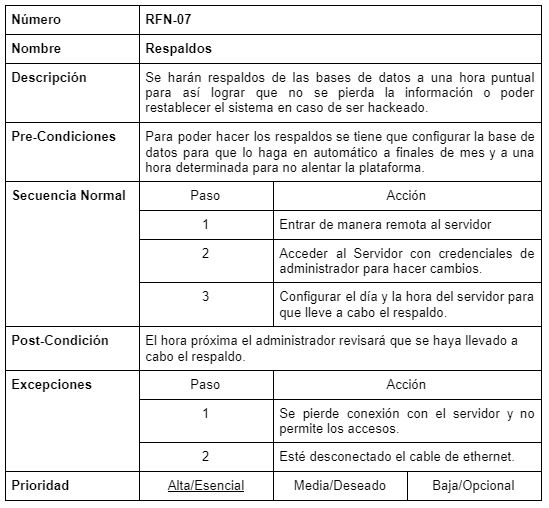 Número RFN-07
Nombre Respaldos
Descripción Se harán respaldos de las bases de datos a una hora puntual
para así lograr que no se pierda la información o poder
restablecer el sistema en caso de ser hackeado.
Pre-Condiciones Para poder hacer los respaldos se tiene que configurar la base de
datos para que lo haga en automático a finales de mes y a una
hora determinada para no alentar la plataforma.
Secuencia Normal Paso Acción
1 Entrar de manera remota al servidor
2 Acceder al Servidor con credenciales de
administrador para hacer cambios.
3 Configurar el día y la hora del servidor para
que lleve a cabo el respaldo.
Post-Condición El hora próxima el administrador revisará que se haya llevado a
cabo el respaldo.
Excepciones Paso Acción
1 Se pierde conexión con el servidor y no
permite los accesos.
2 Esté desconectado el cable de ethernet.
Prioridad Alta/Esencial Media/Deseado Baja/Opcional